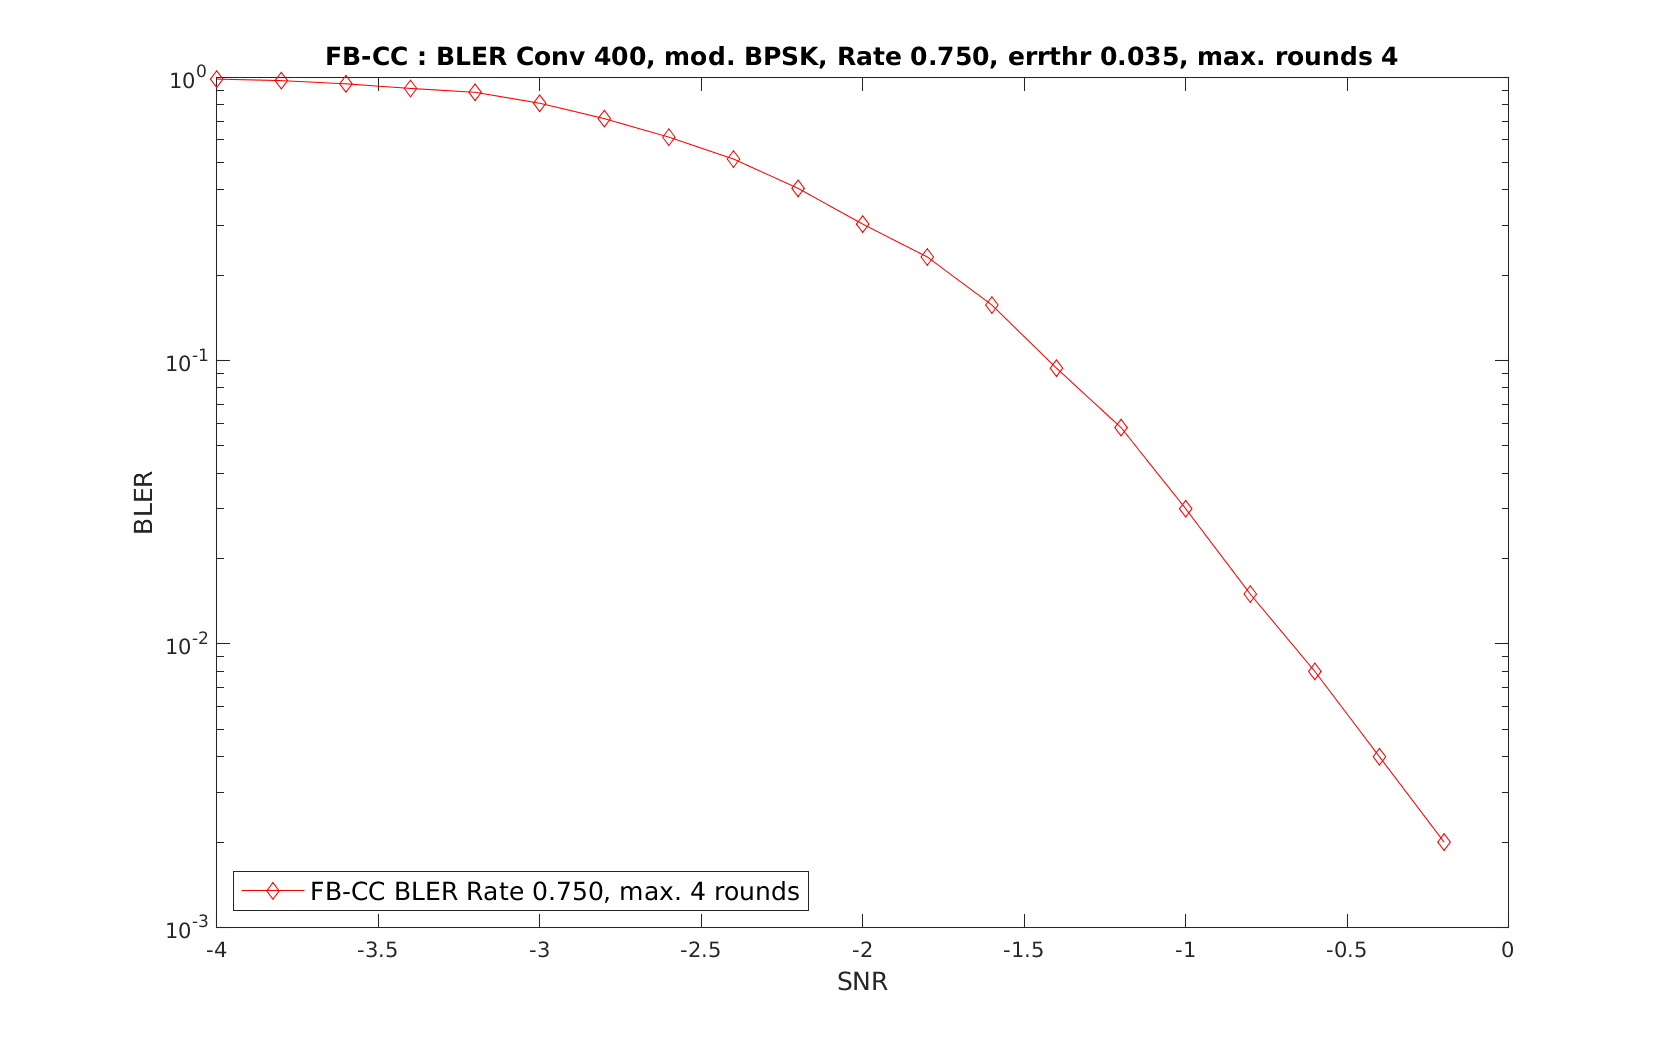 FB-CC : BLER Conv 400, mod. BPSK, Rate 0.750, errthr 0.035, max. rounds 4
10^0
10^-1
10^-2
10^-3
BLER
FB-CC BLER Rate 0.750, max. 4 rounds
-4 -3.5 -3 -2.5 -2 -1.5 -1 -0.5 0
SNR